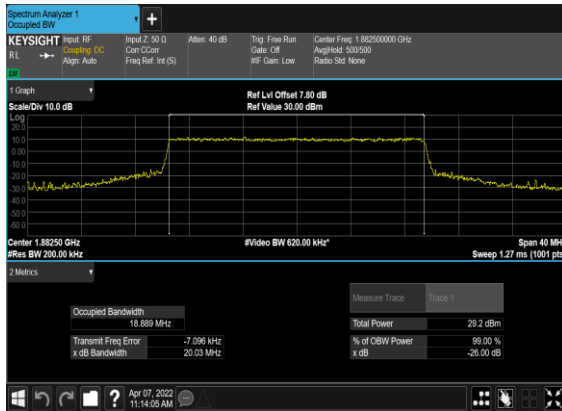 Spectrum Analyzer 1
Occupied BW
KEYSIGHT Input: RF Input Z: 50 Ω Atten: 40 dB Trig: Free Run Center Freq: 1.882500000 GHz
RL Coupling: DC Corr CCorr Gate: Off Avg|Hold: 500/500
Align: Auto Freq Ref: Int (S) #IF Gain: Low Radio Std: None
LXI
1 Graph
Ref Lvl Offset 7.80 dB
Scale/Div 10.0 dB Ref Value 30.00 dBm
Log
20.0
10.0
0.00
-10.0
-20.0
-30.0
-40.0
-50.0
-60.0
Center 1.88250 GHz #Video BW 620.00 kHz* Span 40 MH
#Res BW 200.00 kHz Sweep 1.27 ms (1001 pts
2 Metrics
Measure Trace Trace 1
Occupied Bandwidth
18.889 MHz Total Power 29.2 dBm
Transmit Freq Error -7.096 kHz % of OBW Power 99.00 %
x dB Bandwidth 20.03 MHz x dB -26.00 dB
? Apr 07, 2022
11:14:05 AM